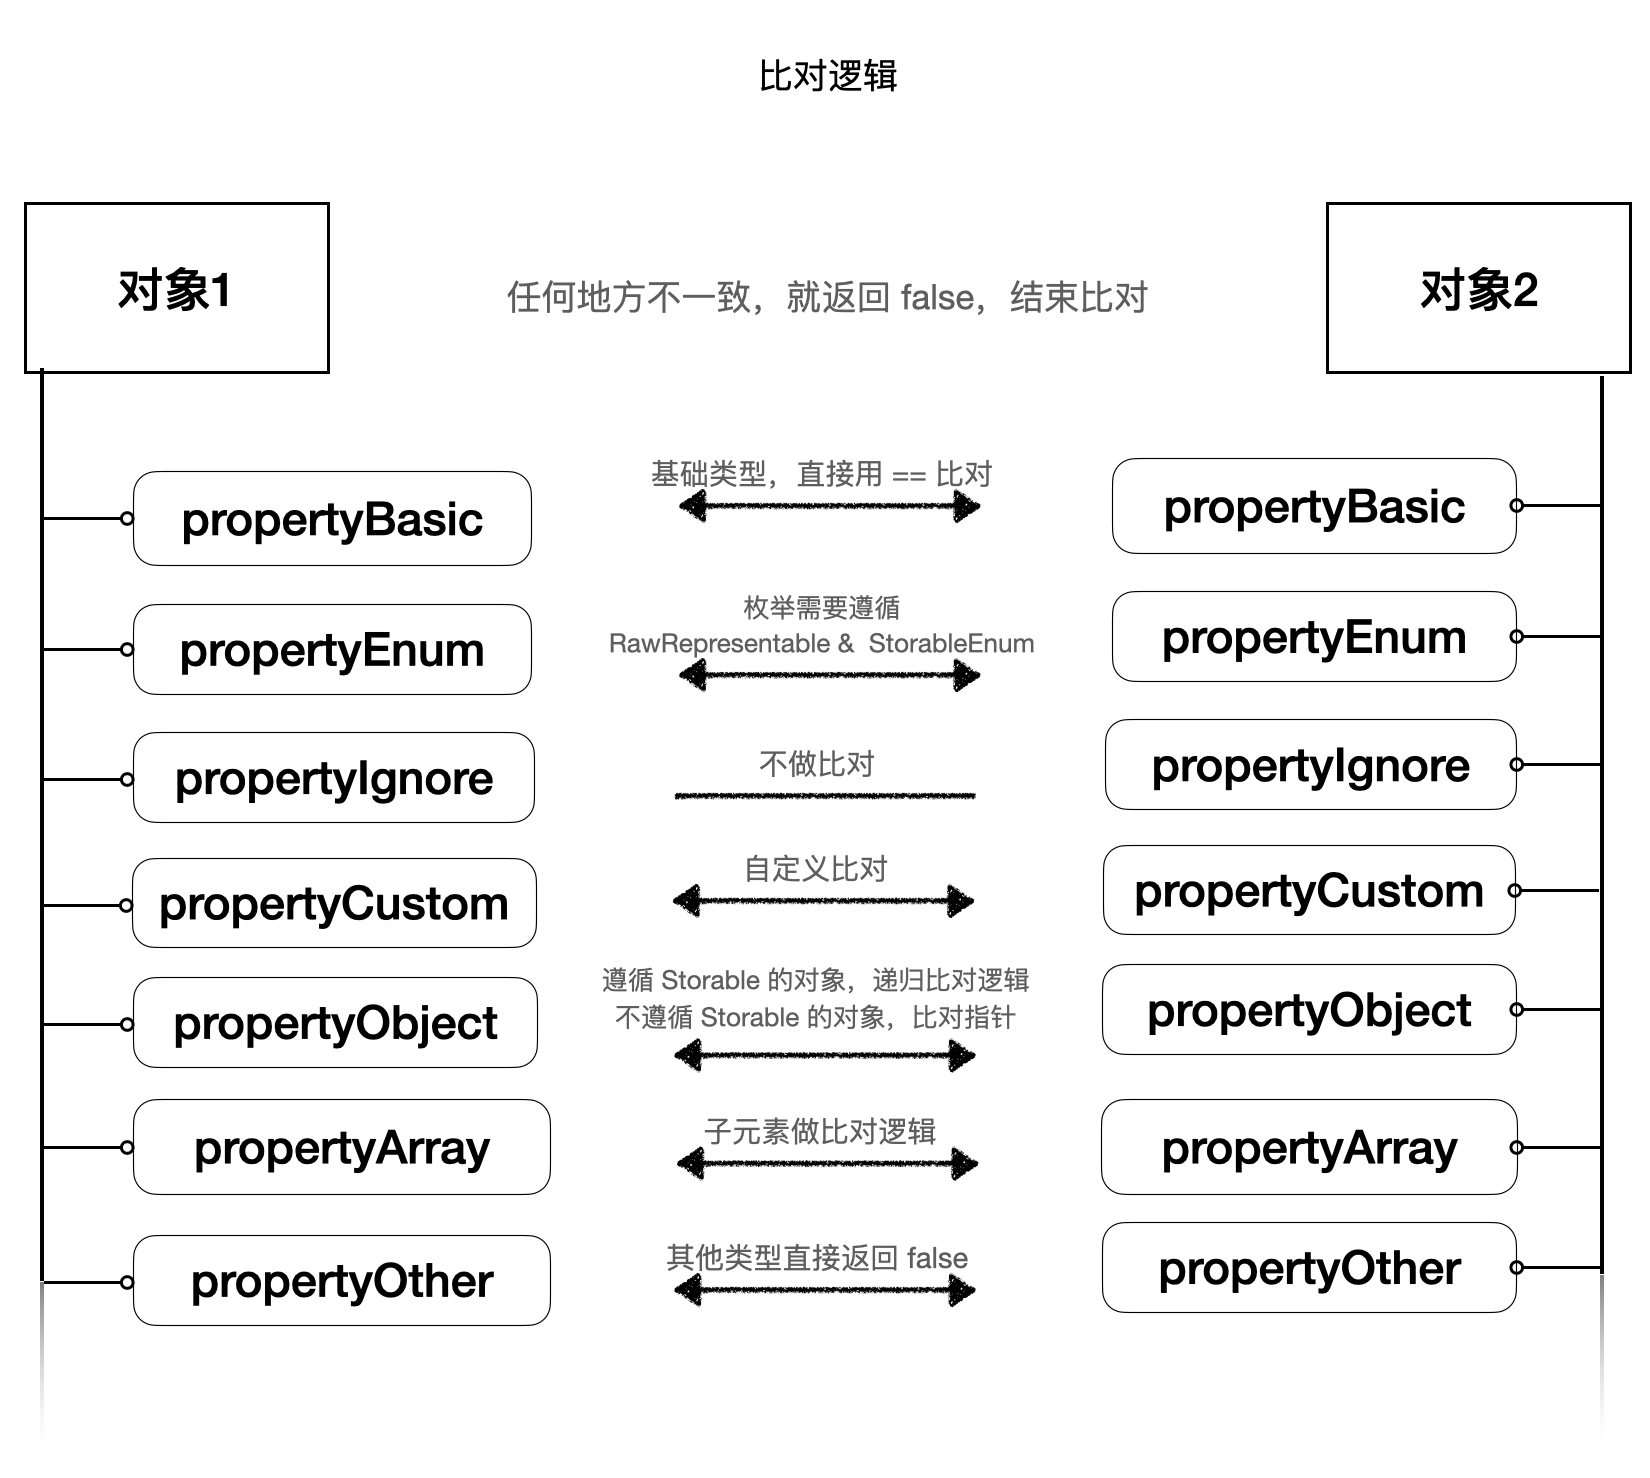 比对逻辑
对象1
任何地方不一致，就返回 false，结束比对
对象2
propertyBasic
基础类型，直接用 == 比对
propertyBasic
propertyEnum
枚举需要遵循
RawRepresentable & StorableEnum
propertyEnum
propertyIgnore
不做比对
propertyIgnore
propertyCustom
自定义比对
propertyCustom
propertyObject
遵循 Storable 的对象，递归比对逻辑
不遵循 Storable 的对象，比对指针
propertyObject
propertyArray
子元素做比对逻辑
propertyArray
propertyOther
其他类型直接返回 false
propertyOther